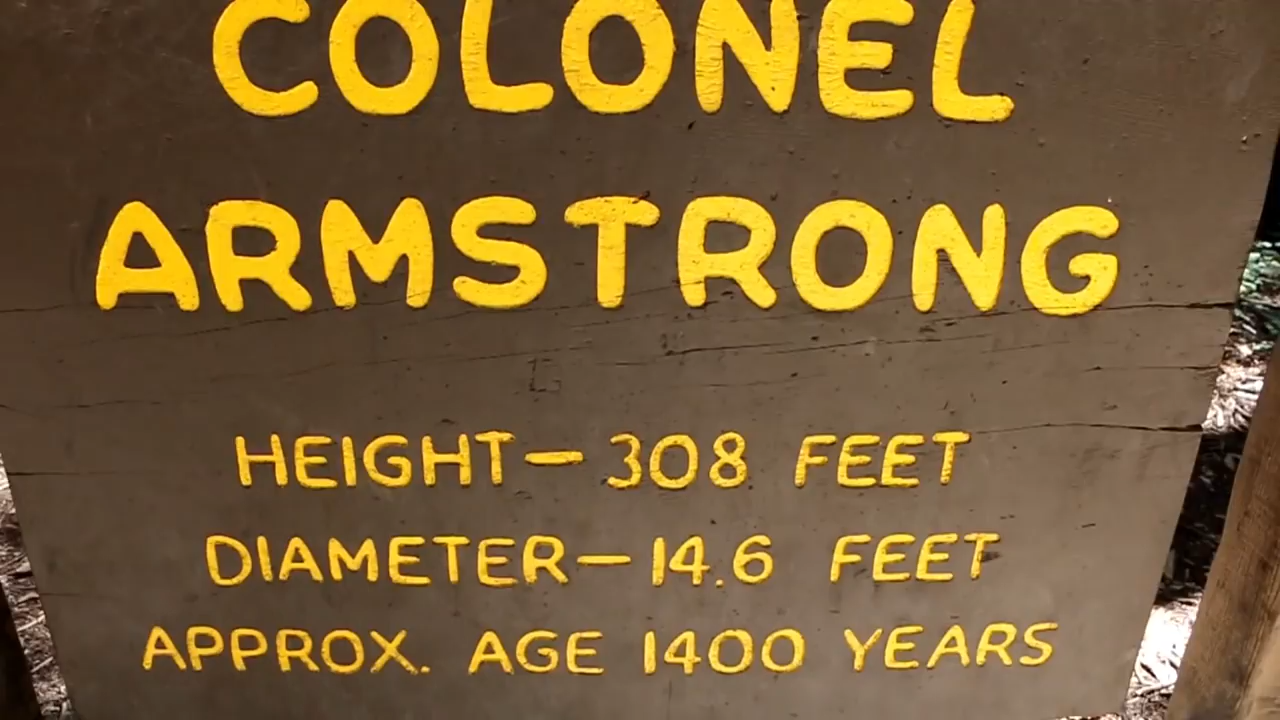 COLONEL
ARMSTRONG
HEIGHT—308 FEET
DIAMETER—14.6 FEET
APPROX. AGE 1400 YEARS